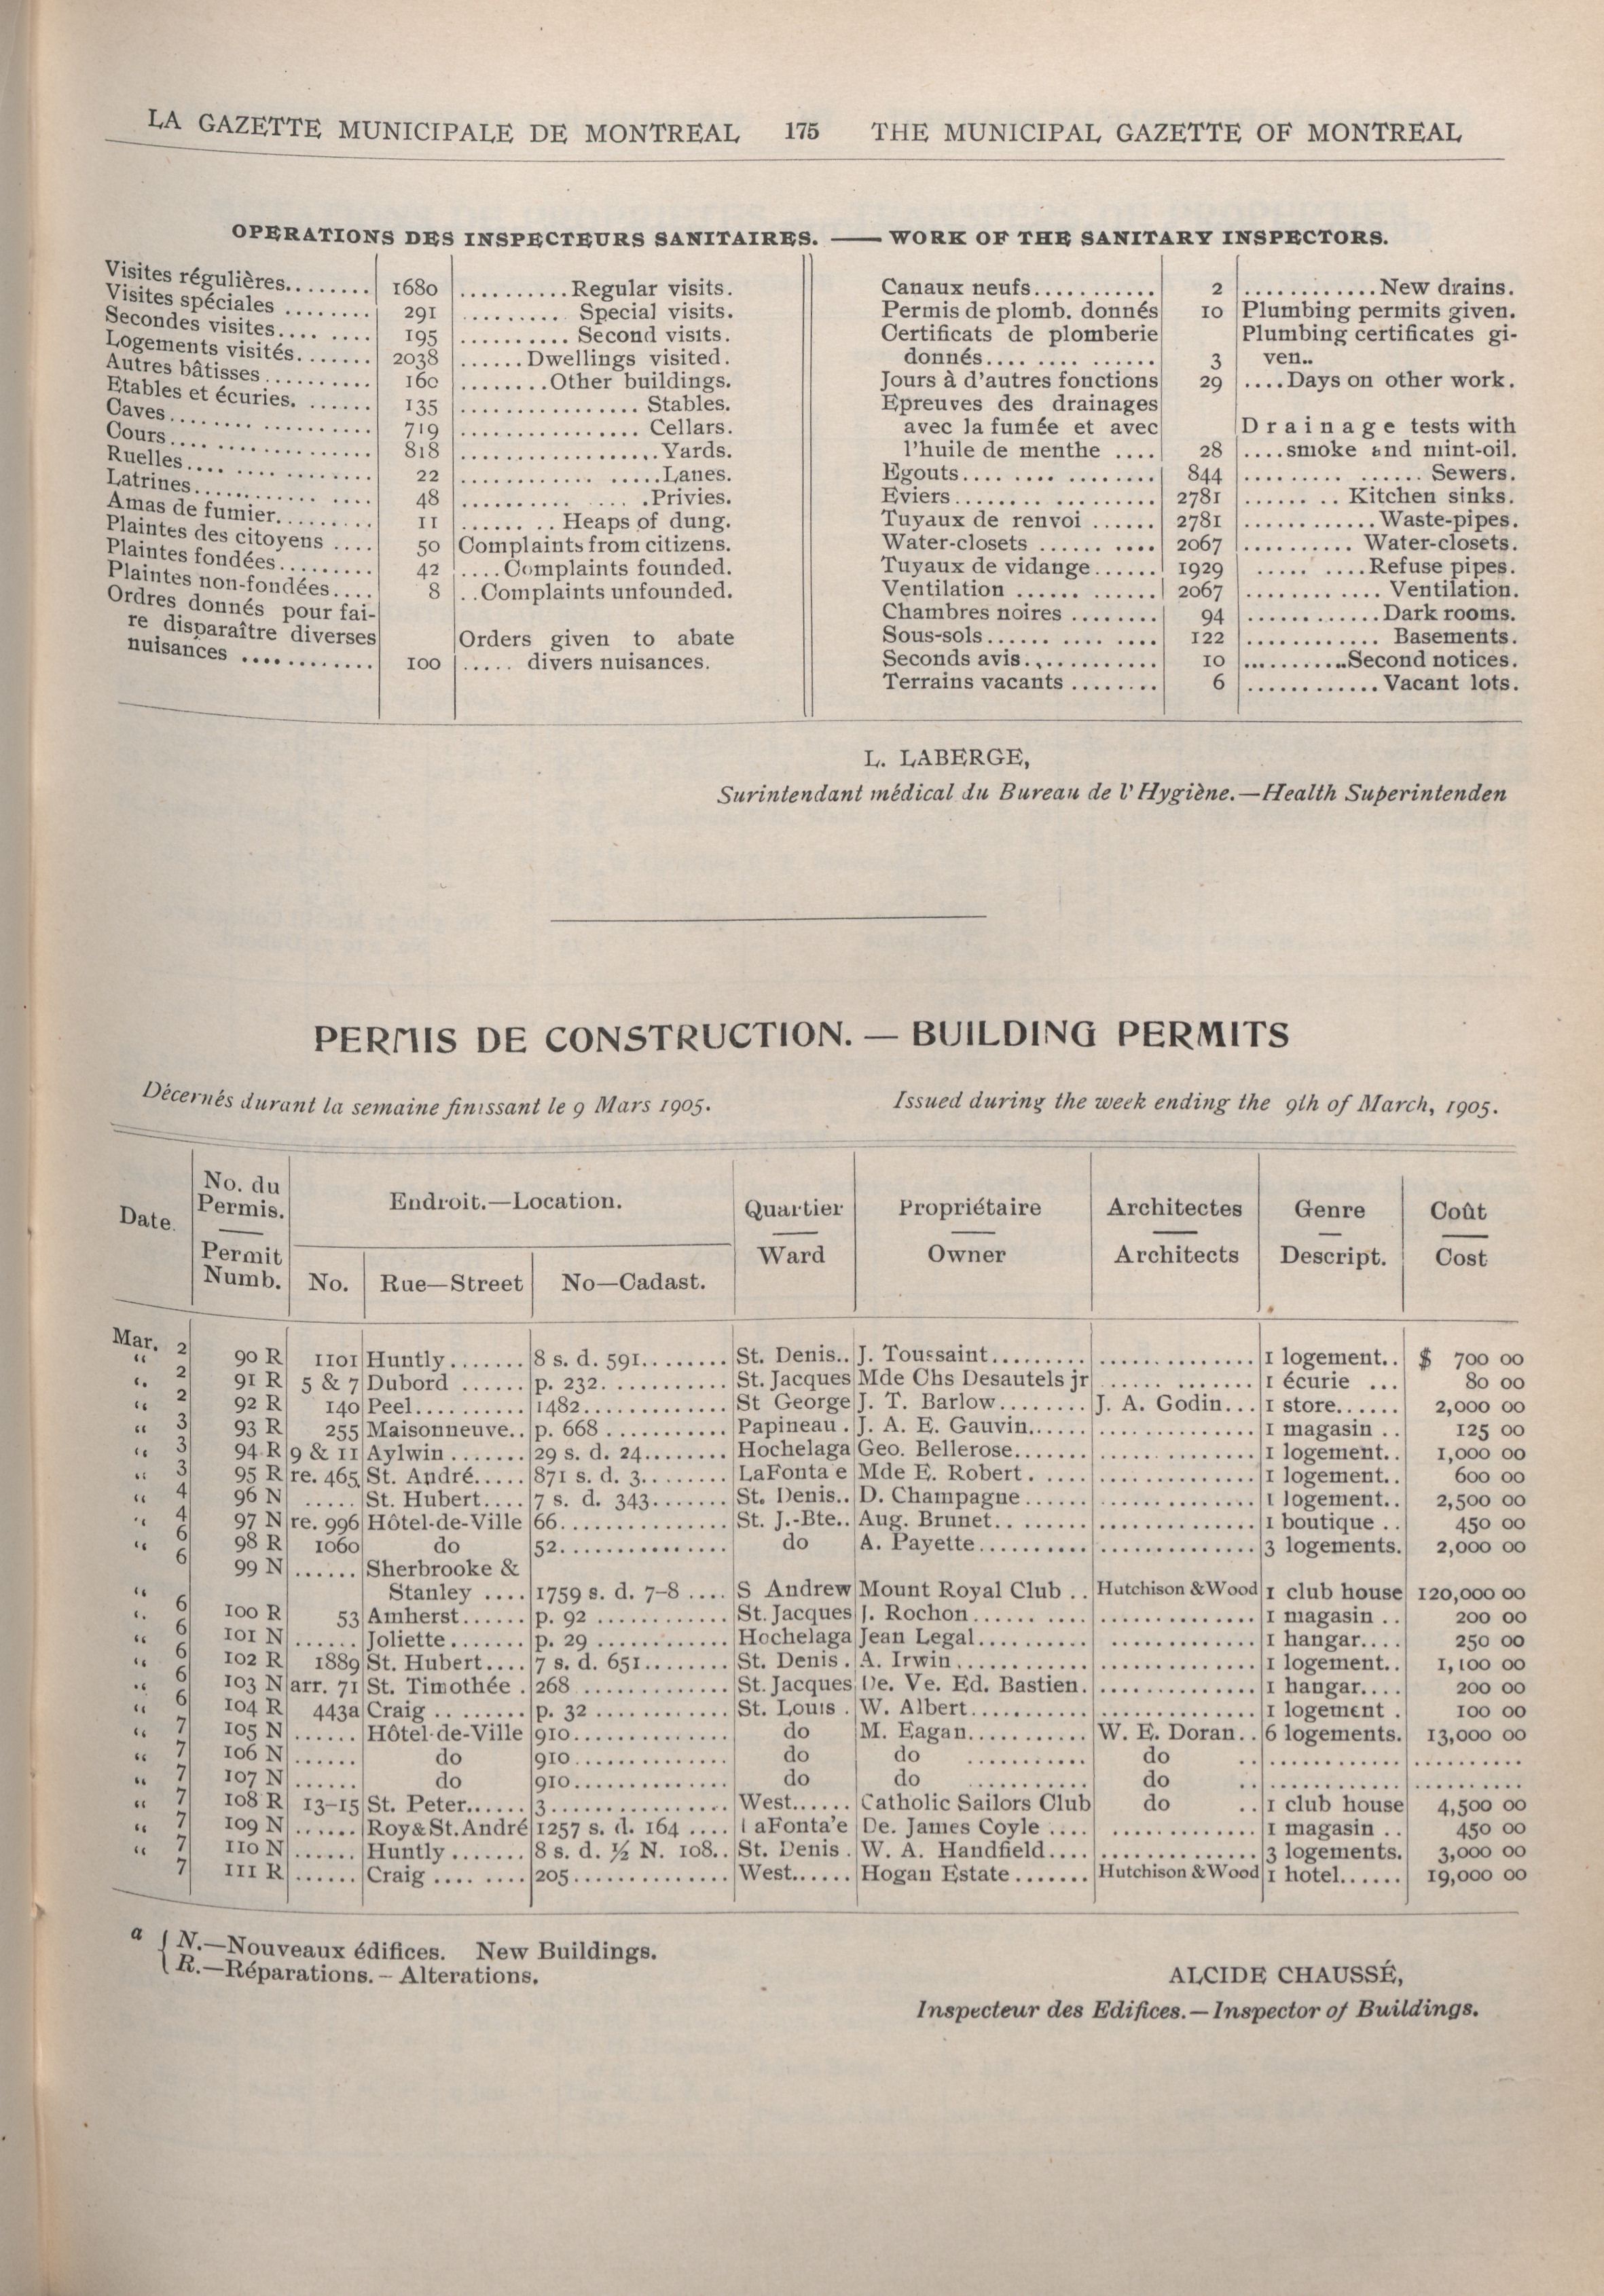 LA GAZETTE MUNICIPALE DE MONTREAL 175 THE MUNICIPAL GAZETTE OF MONTREAL
OPERATIONS DES INSPECTEURS SANITAIRES. — WORK OF THE SANITARY INSPECTORS.
Visites régulières........ 1680 ..........Regular visits.
Visites spéciales ........ 291 .......... Special visits.
Secondes visites.... .... 195 .......... Second visits.
Logements visités....... 2038 ......Dwellings visited.
Autres bâtisses.......... 160 ........Other buildings.
Etables et écuries. ...... 135 ................ Stables.
Caves........ .......... 719 ................ Cellars.
Cours.... .............. 818 ..................Yards.
Ruelles.... .... ........ 22 ............ .....Lanes.
Latrines............ .... 48 .......... .... .Privies.
Amas de fumier......... 11 ...... ..Heaps of dung.
Plaintes des citoyens .... 50 Complaints from citizens.
Plaintes fondées......... 42 ....Complaints founded.
Plaintes non-fondées.... 8 ..Complaints unfounded.
Ordres donnés pour fai-
re disparaître diverses Orders given to abate
nuisances ............ 100 ..... divers nuisances.
Canaux neufs........... 2 ............New drains.
Permis de plomb. donnés 10 Plumbing permits given.
Certificats de plomberie Plumbing certificates gi-
donnés.... .... ...... 3 ven..
Jours à d'autres fonctions 29 ....Days on other work.
Epreuves des drainages
avec la fumée et avec Drainage tests with
l'huile de menthe .... 28 ....smoke and mint-oil.
Egouts.... .... ........ 844 ......... ...... Sewers.
Eviers........ ......... 2781 ...... .. Kitchen sinks.
Tuyaux de renvoi ...... 2781 ............Waste-pipes.
Water-closets ...... .... 2067 .......... Water-closets.
Tuyaux de vidange...... 1929 ..... ....Refuse pipes.
Ventilation ...... ...... 2067 ............ Ventilation.
Chambres noires ........ 94 ............Dark rooms.
Sous-sols...... .... .... 122 ............ Basements.
Seconds avis............ 10 ..........Second notices.
Terrains vacants ........ 6 ............ Vacant lots.
L. LABERGE,
Surintendant médical du Bureau de l'Hygiène.—Health Superintenden
PERMIS DE CONSTRUCTION. — BUILDING PERMITS
Décernés durant la semaine finissant le 9 Mars 1905. Issued during the week ending the 9th of March, 1905.
Date. No. du Permis. Permit Numb. Endroit.—Location. Quartier Ward Propriétaire Owner Architectes Architects Genre Descript. Coût Cost
No. Rue—Street No—Cadast.
Mar. 2 90 R 1101 Huntly....... 8 s. d. 591........ St. Denis.. J. Toussaint......... .............. 1 logement.. $ 700 00
" 2 91 R 5 & 7 Dubord ...... p. 232. ........... St. Jacques Mde Chs Desautels jr ..... ....... 1 écurie ... 80 00
" 2 92 R 140 Peel.......... 1482............. St George J. T. Barlow........ J. A. Godin... 1 store...... 2,000 00
" 3 93 R 255 Maisonneuve.. p. 668 ........... Papineau . J. A. E. Gauvin...... .............. 1 magasin .. 125 00
" 3 94 R 9 & 11 Aylwin ....... 29 s. d. 24........ Hochelaga Geo. Bellerose....... .............. 1 logement.. 1,000 00
" 3 95 R re. 465 St. André..... 871 s. d. 3........ LaFonta e Mde E. Robert. ..... .............. 1 logement.. 600 00
" 4 96 N ..... St. Hubert.... 7 s. d. 343....... St. Denis.. D. Champagne...... .............. 1 logement.. 2,500 00
" 4 97 N re. 996 Hôtel-de-Ville 66............... St. J.-Bte.. Aug. Brunet.. ....... .............. 1 boutique .. 450 00
" 6 98 R 1060 do 52............... do A. Payette.......... .............. 3 logements. 2,000 00
6 99 N ...... Sherbrooke &
" Stanley .... 1759 s. d. 7-8 .... S Andrew Mount Royal Club .. Hutchison & Wood 1 club house 120,000 00
" 6 100 R 53 Amherst...... p. 92 ............ St. Jacques J. Rochon........... .............. 1 magasin .. 200 00
" 6 101 N ...... Joliette....... p. 29 ............ Hochelaga Jean Legal.......... ............. 1 hangar.... 250 00
" 6 102 R 1889 St. Hubert.... 7 s. d. 651........ St. Denis . A. Irwin............. .............. 1 logement.. 1,100 00
" 6 103 N arr. 71 St. Timothée . 268 ............. St. Jacques De. Ve. Ed. Bastien. .............. 1 hangar.... 200 00
" 6 104 R 443a Craig .. ....... p. 32 ............ St. Louis . W. Albert........... .............. 1 logement . 100 00
" 7 105 N ...... Hôtel-de-Ville 910.............. do M. Eagan........... W. E. Doran.. 6 logements. 13,000 00
" 7 106 N ...... do 910.............. do do ........... do .. ............ ..........
" 7 107 N ...... do 910.............. do do ........... do .. ............ ..........
" 7 108 R 13-15 St. Peter...... 3................ West...... Catholic Sailors Club do .. 1 club house 4,500 00
" 7 109 N ...... Roy & St. André 1257 s. d. 164 .... LaFonta'e De. James Coyle .... ............. 1 magasin .. 450 00
" 7 110 N ...... Huntly ....... 8 s. d. ½ N. 108.. St. Denis . W. A. Handfield.... .............. 3 logements. 3,000 00
7 111 R ...... Craig .... .... 205.............. West...... Hogan Estate ....... Hutchison & Wood 1 hotel...... 19,000 00
a { N.—Nouveaux édifices. New Buildings.
R.—Réparations. – Alterations.
ALCIDE CHAUSSÉ,
Inspecteur des Edifices.—Inspector of Buildings.